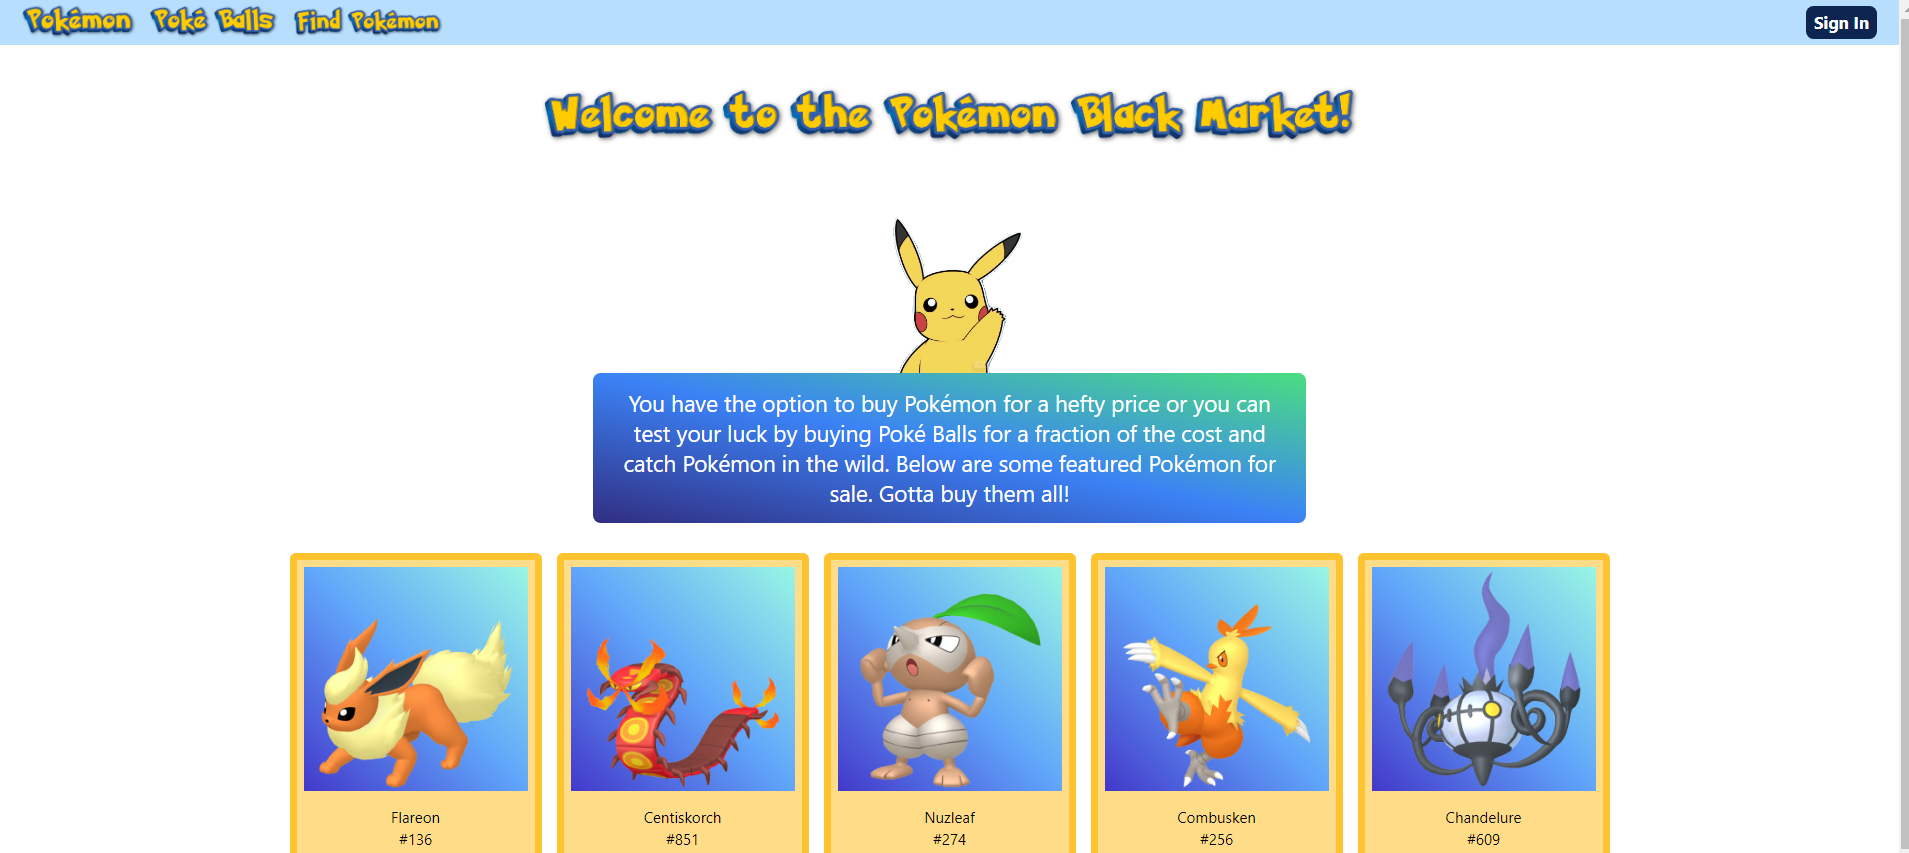 Pokémon Poké Balls Find Pokémon Sign In
Welcome to the Pokémon Black Market!
You have the option to buy Pokémon for a hefty price or you can
test your luck by buying Poké Balls for a fraction of the cost and
catch Pokémon in the wild. Below are some featured Pokémon for
sale. Gotta buy them all!
Flareon
#136
Centiskorch
#851
Nuzleaf
#274
Combusken
#256
Chandelure
#609